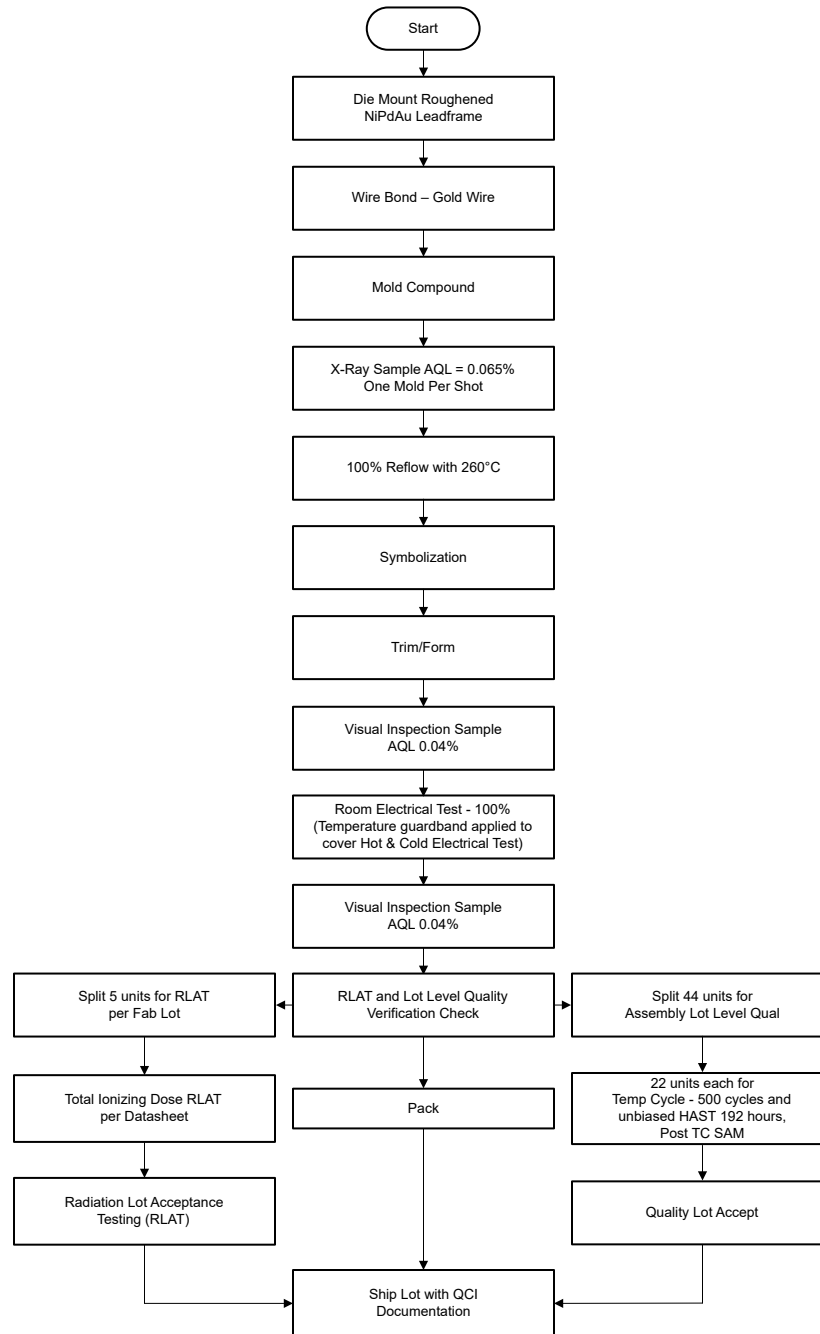 Start
Die Mount Roughened
NiPdAu Leadframe
Wire Bond – Gold Wire
Mold Compound
X-Ray Sample AQL = 0.065%
One Mold Per Shot
100% Reflow with 260°C
Symbolization
Trim/Form
Visual Inspection Sample
AQL 0.04%
Room Electrical Test - 100%
(Temperature guardband applied to
cover Hot & Cold Electrical Test)
Visual Inspection Sample
AQL 0.04%
Split 5 units for RLAT
per Fab Lot
RLAT and Lot Level Quality
Verification Check
Split 44 units for
Assembly Lot Level Qual
Total Ionizing Dose RLAT
per Datasheet
Pack
22 units each for
Temp Cycle - 500 cycles and
unbiased HAST 192 hours,
Post TC SAM
Radiation Lot Acceptance
Testing (RLAT)
Quality Lot Accept
Ship Lot with QCI
Documentation